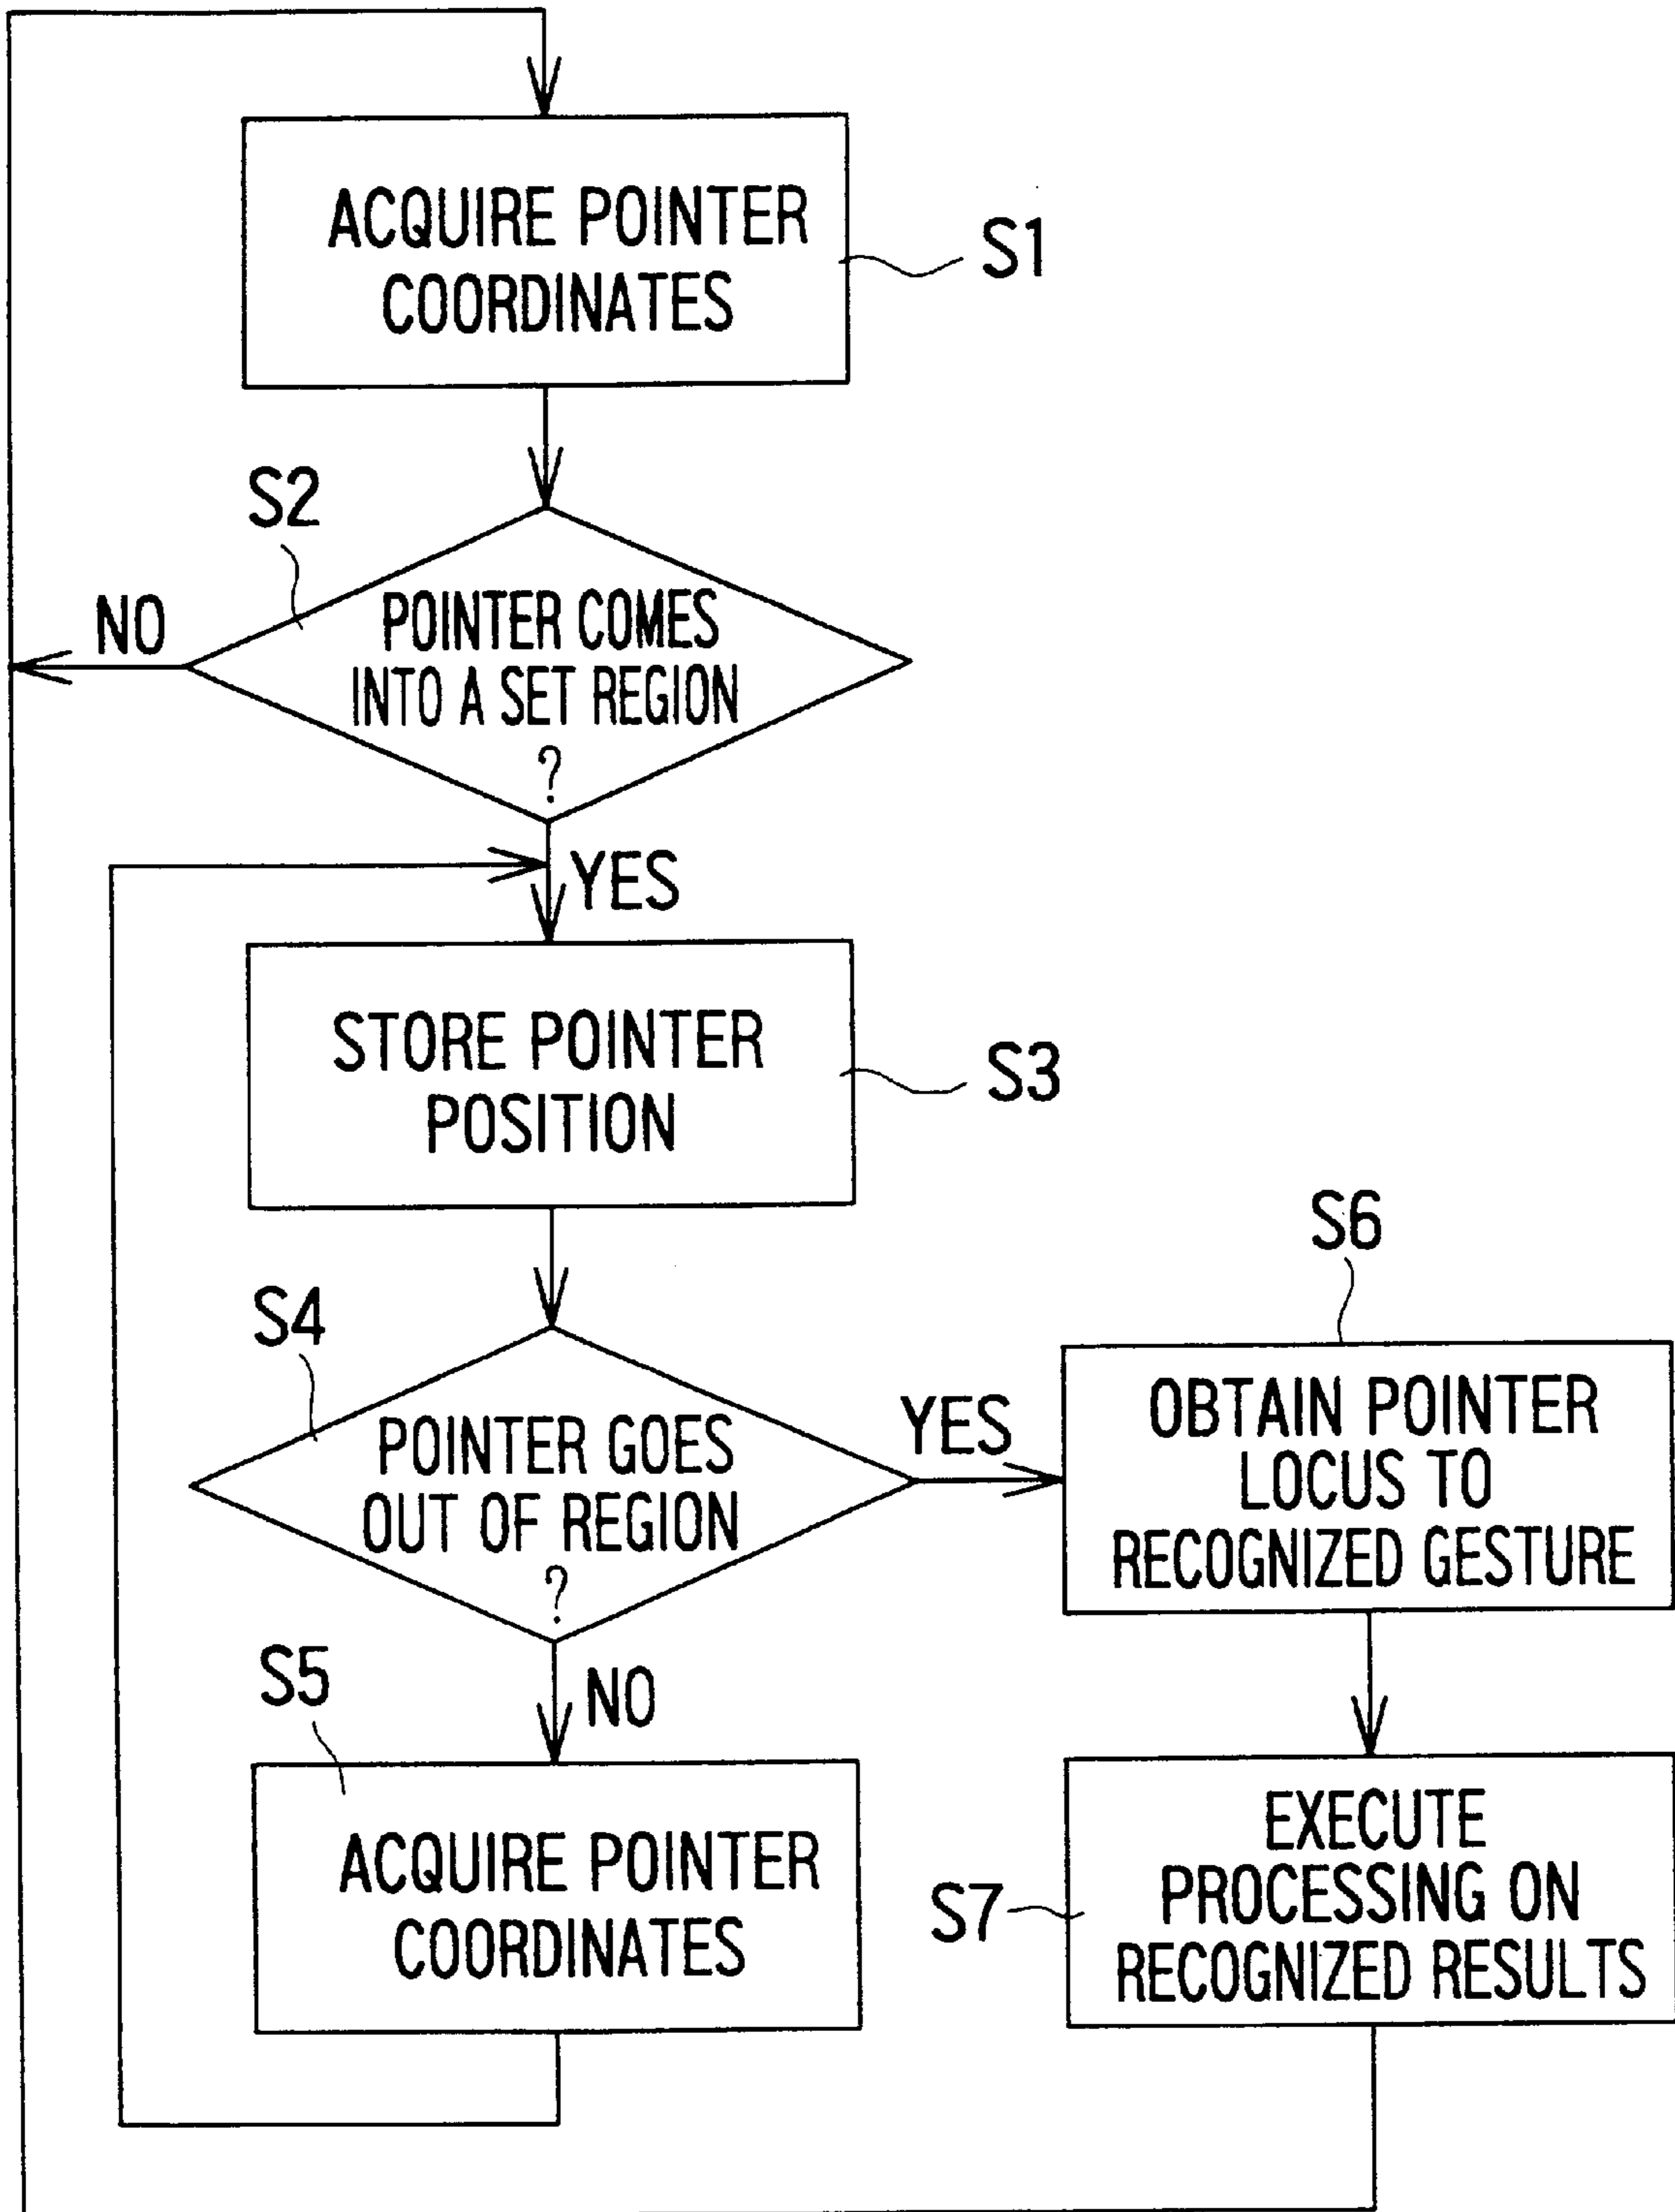 ACQUIRE POINTER
COORDINATES
S1
S2
NO
POINTER COMES
INTO A SET REGION
?
YES
STORE POINTER
POSITION
S3
S4
POINTER GOES
OUT OF REGION
?
YES
S6
OBTAIN POINTER
LOCUS TO
RECOGNIZED GESTURE
NO
S5
ACQUIRE POINTER
COORDINATES
S7
EXECUTE
PROCESSING ON
RECOGNIZED RESULTS